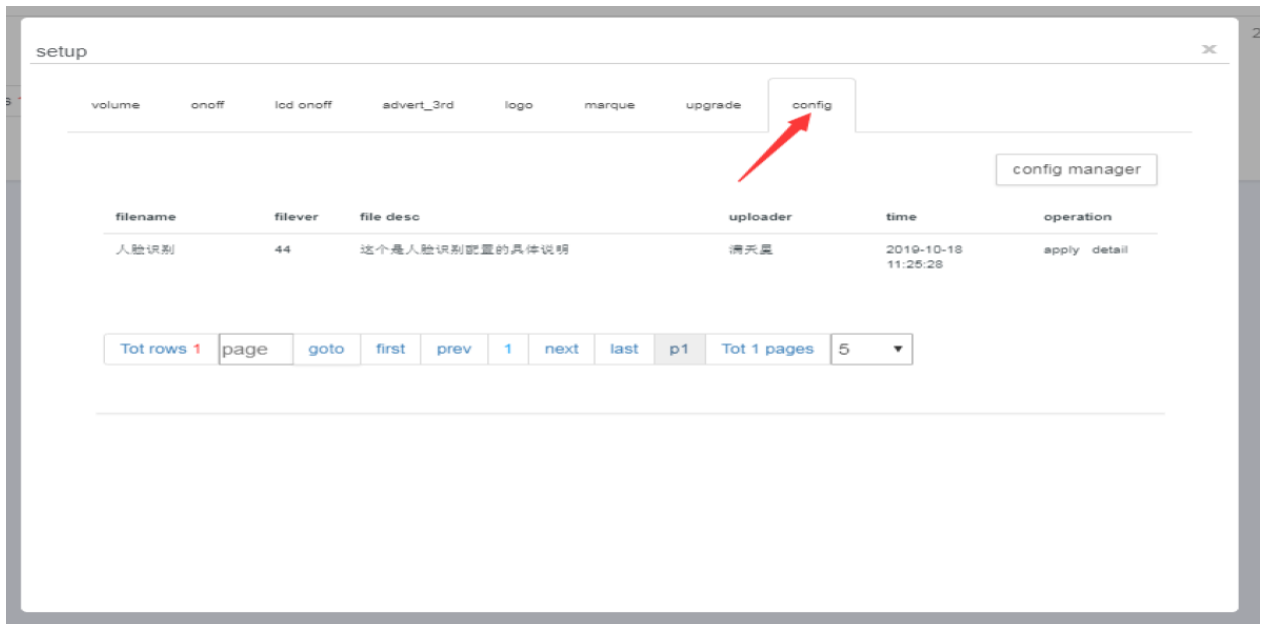 setup
volume onoff lcd onoff advert_3rd logo marque upgrade config
config manager
filename filever file desc uploader time operation
人脸识别 44 这个是人脸识别配置的具体说明 满天星 2019-10-18 apply detail
11:25:28
Tot rows 1 page goto first prev 1 next last p1 Tot 1 pages 5